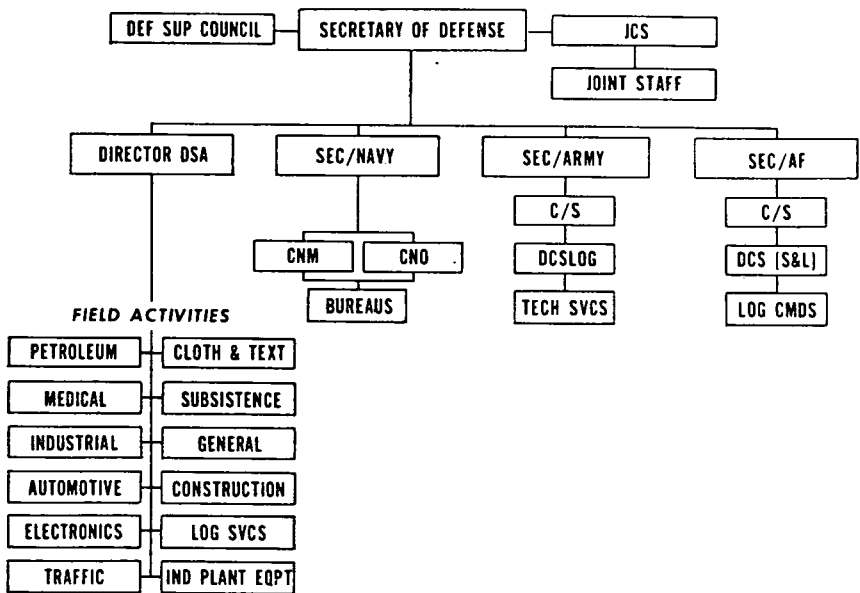 DEF SUP COUNCIL
SECRETARY OF DEFENSE
JCS
JOINT STAFF
DIRECTOR DSA
SEC/NAVY
SEC/ARMY
SEC/AF
C/S
C/S
CNM
CNO
DCSLOG
DCS (S&L)
BUREAUS
TECH SVCS
LOG CMDS
FIELD ACTIVITIES
PETROLEUM
CLOTH & TEXT
MEDICAL
SUBSISTENCE
INDUSTRIAL
GENERAL
AUTOMOTIVE
CONSTRUCTION
ELECTRONICS
LOG SVCS
TRAFFIC
IND PLANT EQPT